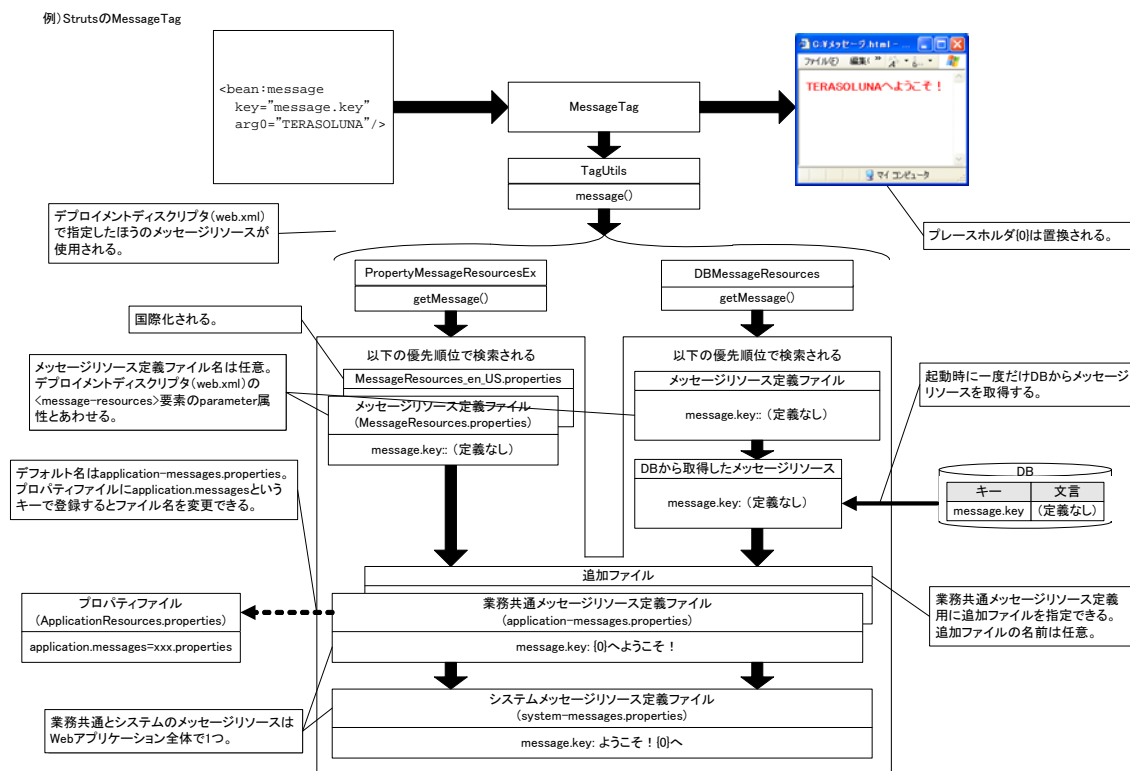 例)StrutsのMessageTag
<bean:message
key="message.key"
arg0="TERASOLUNA"/>
MessageTag
G:¥メッセージ.html - ...
ファイル(F) 編集( »
TERASOLUNAへようこそ！
マイ コンピュータ
TagUtils
message()
デプロイメントディスクリプタ(web.xml)
で指定したほうのメッセージリソースが
使用される。
プレースホルダ{0}は置換される。
PropertyMessageResourcesEx
getMessage()
DBMessageResources
getMessage()
国際化される。
以下の優先順位で検索される
以下の優先順位で検索される
メッセージリソース定義ファイル名は任意。
デプロイメントディスクリプタ(web.xml)の
<message-resources>要素のparameter属
性とあわせる。
MessageResources_en_US.properties
メッセージリソース定義ファイル
(MessageResources.properties)
message.key:: (定義なし)
メッセージリソース定義ファイル
message.key:: (定義なし)
起動時に一度だけDBからメッセージ
リソースを取得する。
DBから取得したメッセージリソース
message.key: (定義なし)
DB
キー 文言
message.key (定義なし)
デフォルト名はapplication-messages.properties。
プロパティファイルにapplication.messagesという
キーで登録するとファイル名を変更できる。
追加ファイル
業務共通メッセージリソース定義ファイル
(application-messages.properties)
message.key: {0}へようこそ！
プロパティファイル
(ApplicationResources.properties)
application.messages=xxx.properties
業務共通メッセージリソース定義
用に追加ファイルを指定できる。
追加ファイルの名前は任意。
システムメッセージリソース定義ファイル
(system-messages.properties)
message.key: ようこそ！{0}へ
業務共通とシステムのメッセージリソースは
Webアプリケーション全体で1つ。